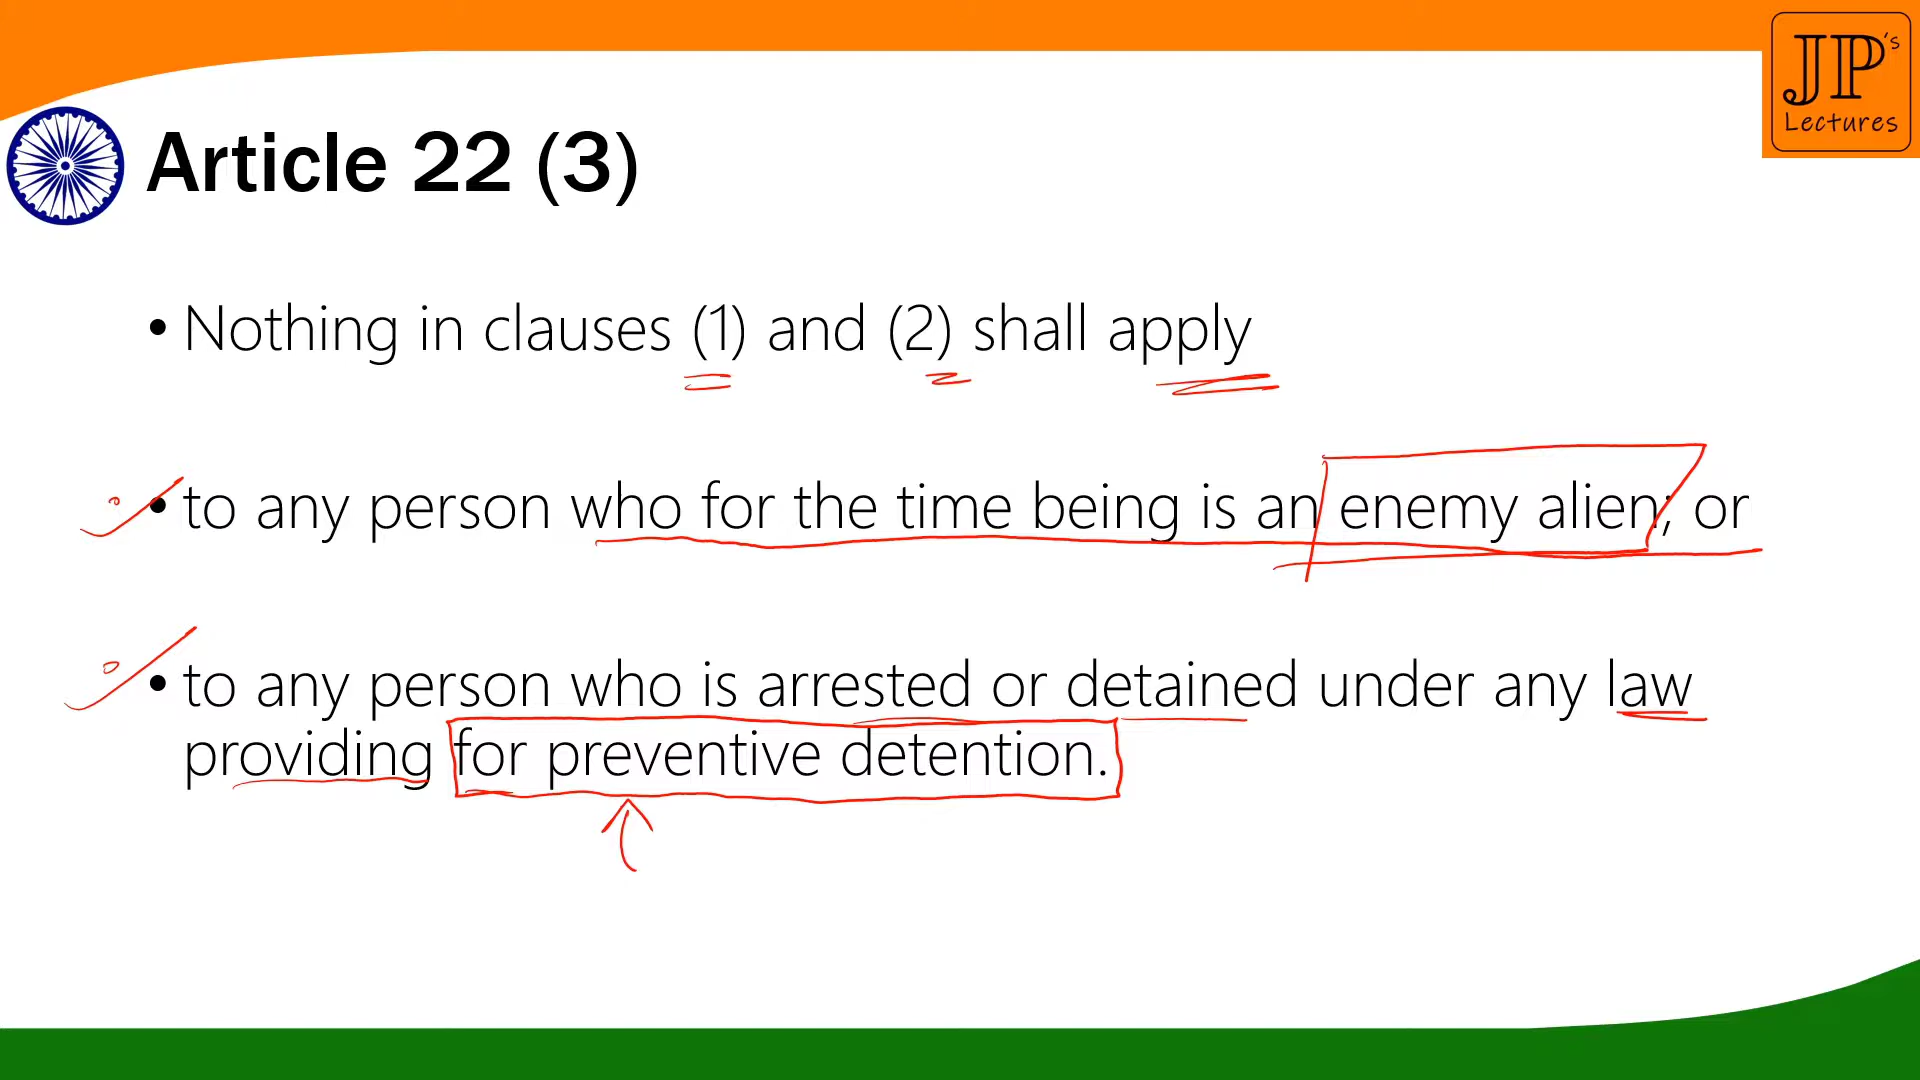 JP's
Lectures
Article 22 (3)
• Nothing in clauses (1) and (2) shall apply
• to any person who for the time being is an enemy alien; or
• to any person who is arrested or detained under any law
providing for preventive detention.